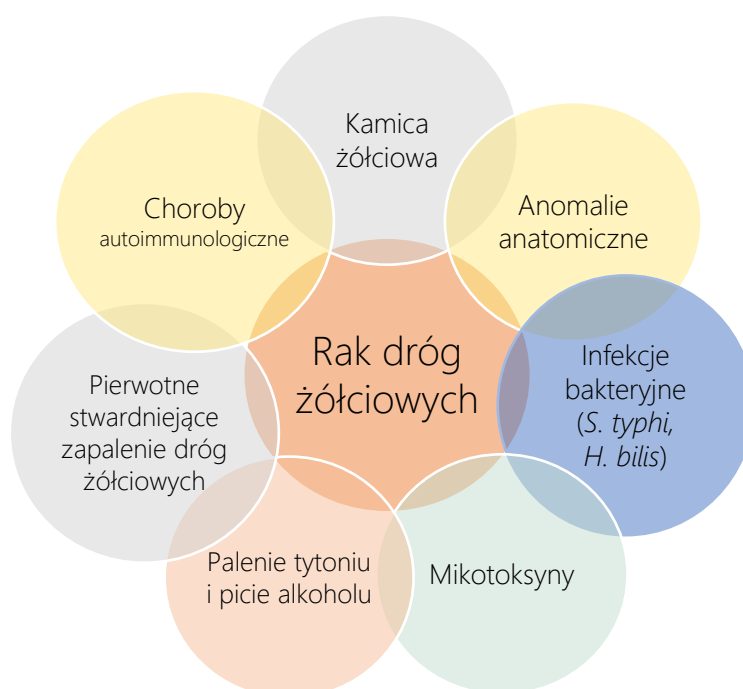 Kamica
żółciowa
Anomalie
anatomiczne
Infekcje
bakteryjne
(S. typhi,
H. bilis)
Mikotoksyny
Palenie tytoniu
i picie alkoholu
Pierwotne
stwardniejące
zapalenie dróg
żółciowych
Choroby
autoimmunologiczne
Rak dróg
żółciowych